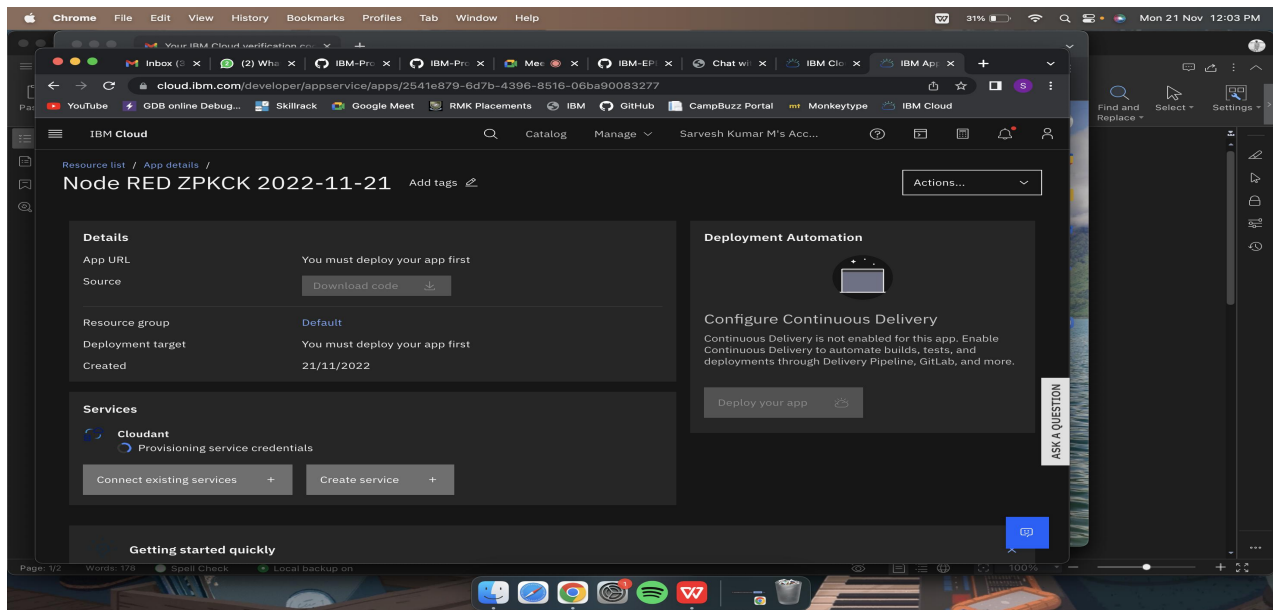 Chrome File Edit View History Bookmarks Profiles Tab Window Help
31%
Mon 21 Nov 12:03 PM
Your IBM Cloud verification
Inbox (3
(2) Wha
IBM-Pro
IBM-Pro
Mee
IBM-EPI
Chat wi
IBM Clo
IBM Ap
cloud.ibm.com/developer/appservice/apps/2541e879-6d7b-4396-8516-06ba90083277
S
YouTube
GDB online Debug...
Skillrack
Google Meet
RMK Placements
IBM
GitHub
CampBuzz Portal
mt Monkeytype
IBM Cloud
Find and Replace
Select
Settings
IBM Cloud
Catalog
Manage
Sarvesh Kumar M's Acc...
Resource list / App details /
Node RED ZPKCK 2022-11-21
Add tags
Actions...
Details
App URL You must deploy your app first
Source Download code
Resource group Default
Deployment target You must deploy your app first
Created 21/11/2022
Deployment Automation
Configure Continuous Delivery
Continuous Delivery is not enabled for this app. Enable
Continuous Delivery to automate builds, tests, and
deployments through Delivery Pipeline, GitLab, and more.
Deploy your app
Services
Cloudant
Provisioning service credentials
Connect existing services +
Create service +
ASK A QUESTION
Getting started quickly
Page: 1/2 Words: 178 Spell Check Local backup on
100%